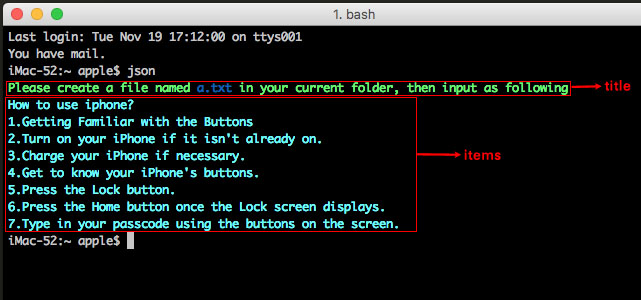 1. bash
Last login: Tue Nov 19 17:12:00 on ttys001
You have mail.
iMac-52:~ apple$ json
Please create a file named a.txt in your current folder, then input as following
title
How to use iphone?
1.Getting Familiar with the Buttons
2.Turn on your iPhone if it isn't already on.
3.Charge your iPhone if necessary.
items
4.Get to know your iPhone's buttons.
5.Press the Lock button.
6.Press the Home button once the Lock screen displays.
7.Type in your passcode using the buttons on the screen.
iMac-52:~ apple$